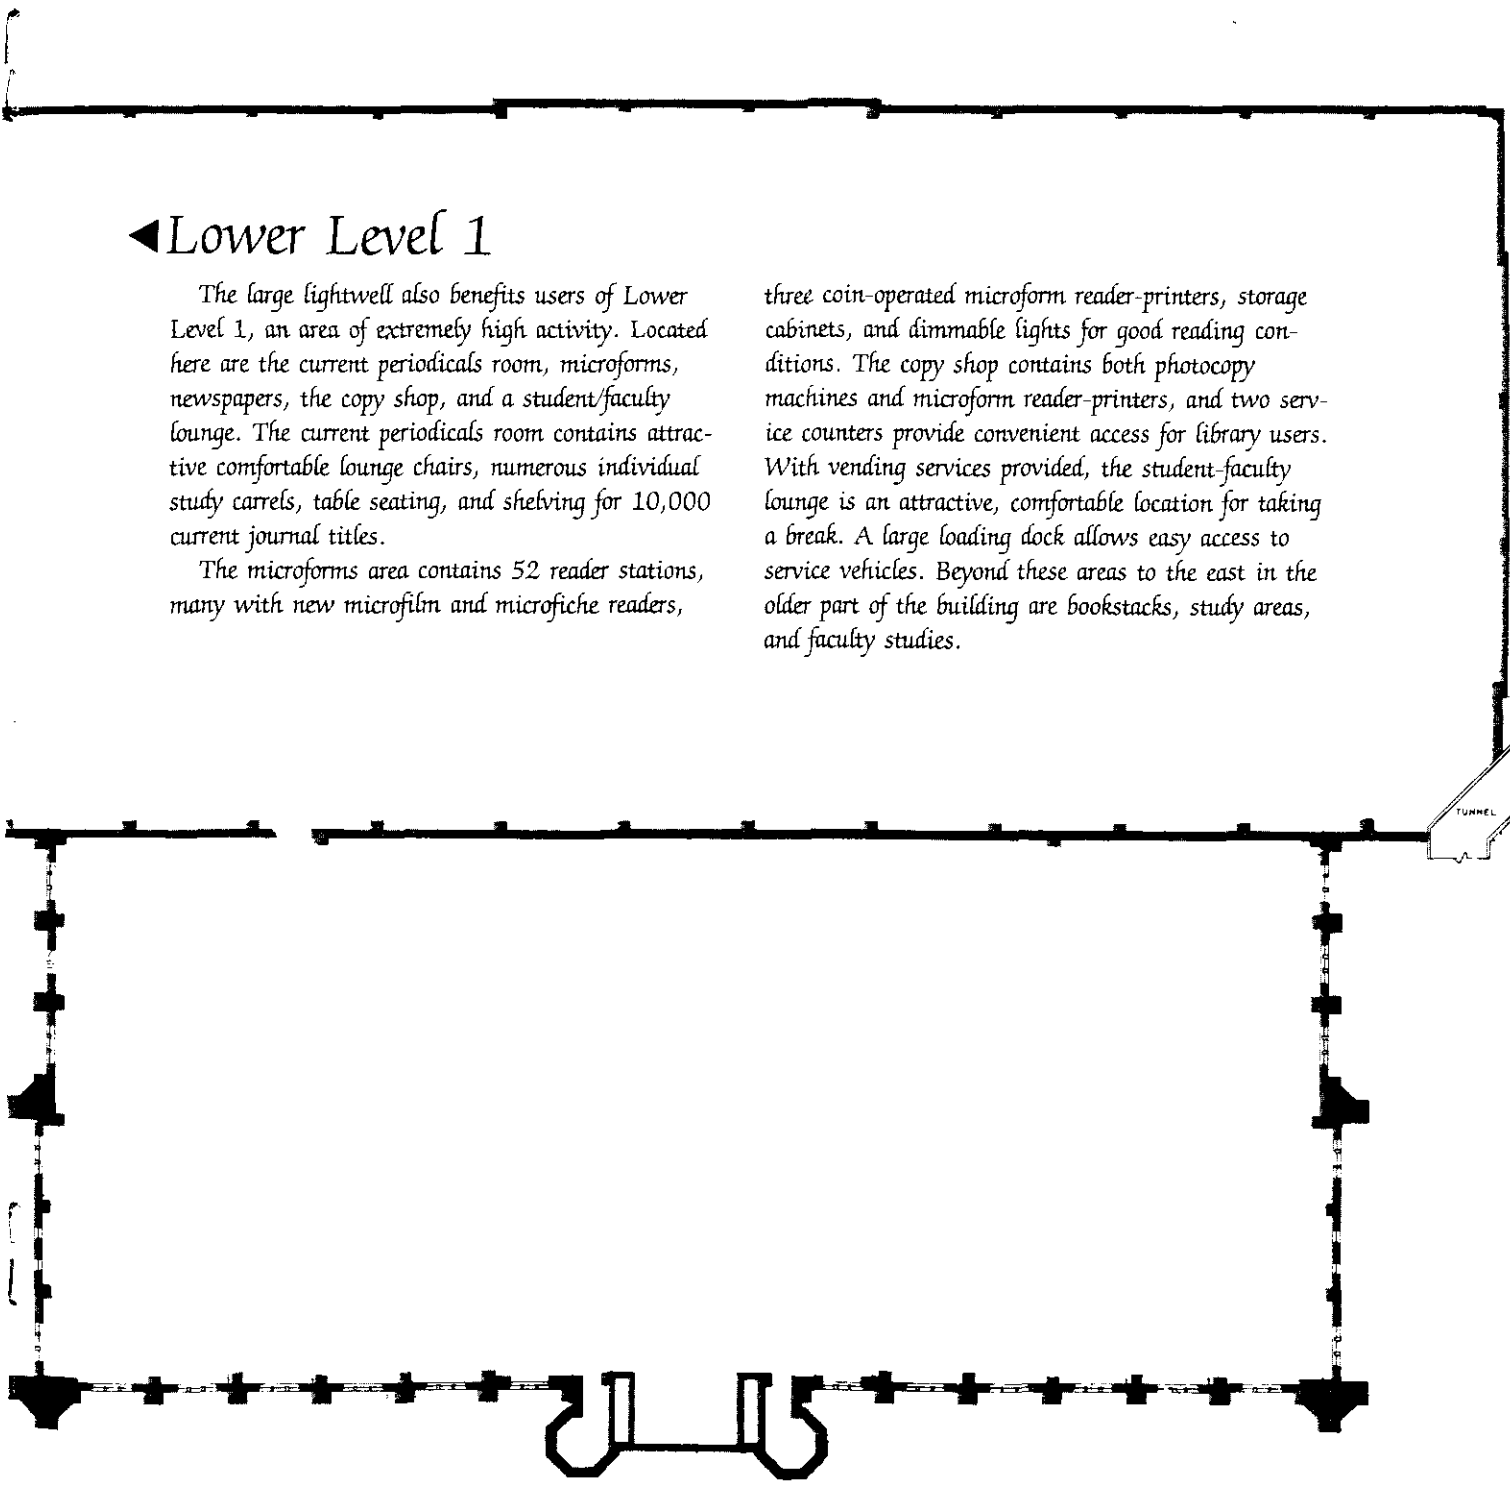 Lower Level 1
The large lightwell also benefits users of Lower
Level 1, an area of extremely high activity. Located
here are the current periodicals room, microforms,
newspapers, the copy shop, and a student/faculty
lounge. The current periodicals room contains attrac-
tive comfortable lounge chairs, numerous individual
study carrels, table seating, and shelving for 10,000
current journal titles.
The microforms area contains 52 reader stations,
many with new microfilm and microfiche readers,
three coin-operated microform reader-printers, storage
cabinets, and dimmable lights for good reading con-
ditions. The copy shop contains both photocopy
machines and microform reader-printers, and two serv-
ice counters provide convenient access for library users.
With vending services provided, the student-faculty
lounge is an attractive, comfortable location for taking
a break. A large loading dock allows easy access to
service vehicles. Beyond these areas to the east in the
older part of the building are bookstacks, study areas,
and faculty studies.
TUNNEL